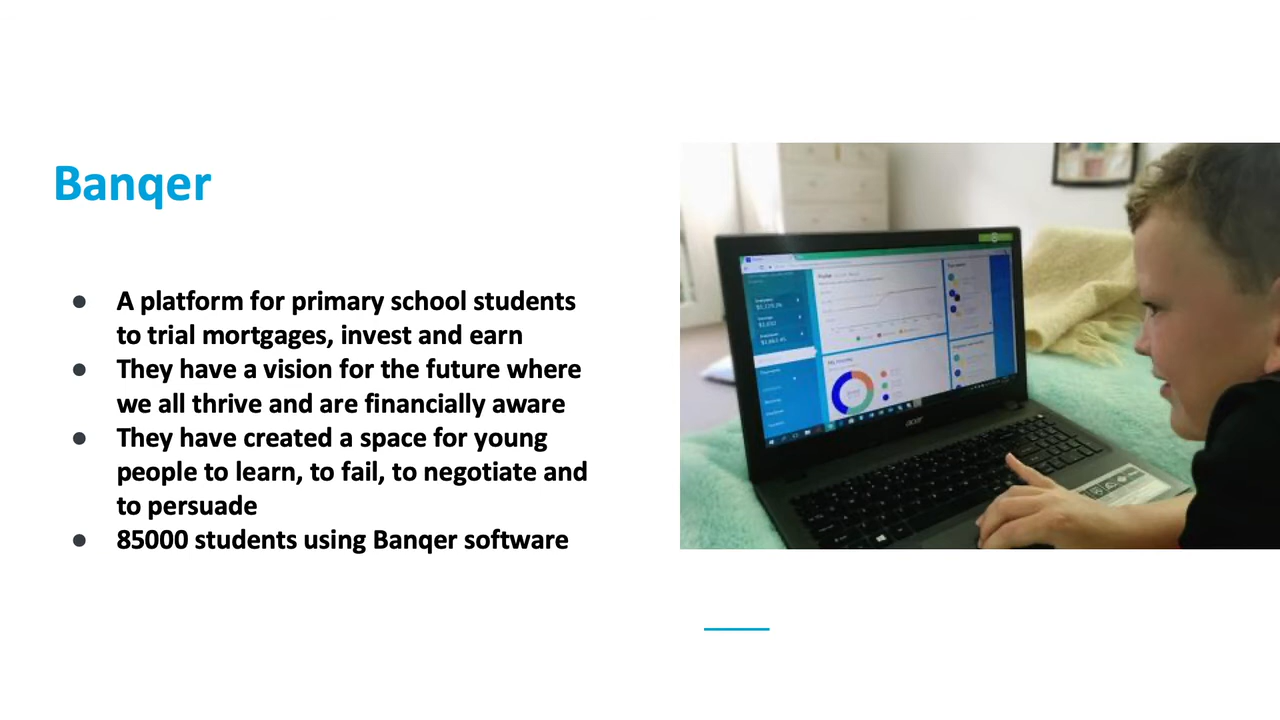 Banqer
● A platform for primary school students
to trial mortgages, invest and earn
● They have a vision for the future where
we all thrive and are financially aware
● They have created a space for young
people to learn, to fail, to negotiate and
to persuade
● 85000 students using Banqer software
acer